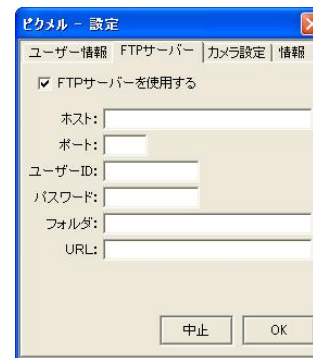 ピクメル - 設定
ユーザー情報 FTPサーバー カメラ設定 情報
FTPサーバーを使用する
ホスト:
ポート:
ユーザーID:
パスワード:
フォルダ:
URL:
中止 OK